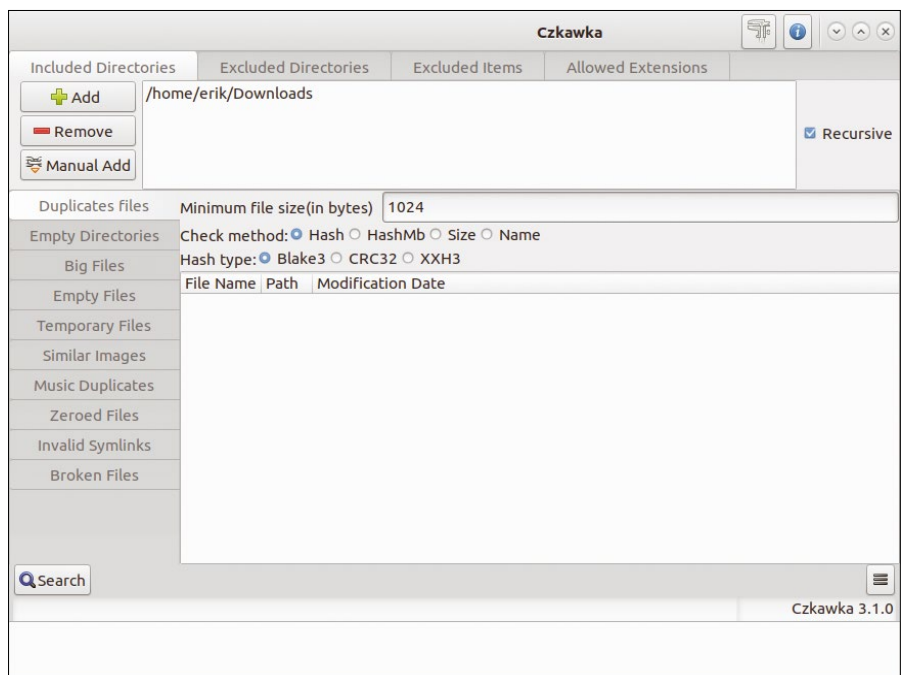 Czkawka
Included Directories Excluded Directories Excluded Items Allowed Extensions
Add
/home/erik/Downloads
Remove
Recursive
Manual Add
Duplicates files
Minimum file size(in bytes) 1024
Empty Directories
Check method: Hash HashMb Size Name
Big Files
Hash type: Blake3 CRC32 XXH3
File Name Path Modification Date
Empty Files
Temporary Files
Similar Images
Music Duplicates
Zeroed Files
Invalid Symlinks
Broken Files
Search
Czkawka 3.1.0